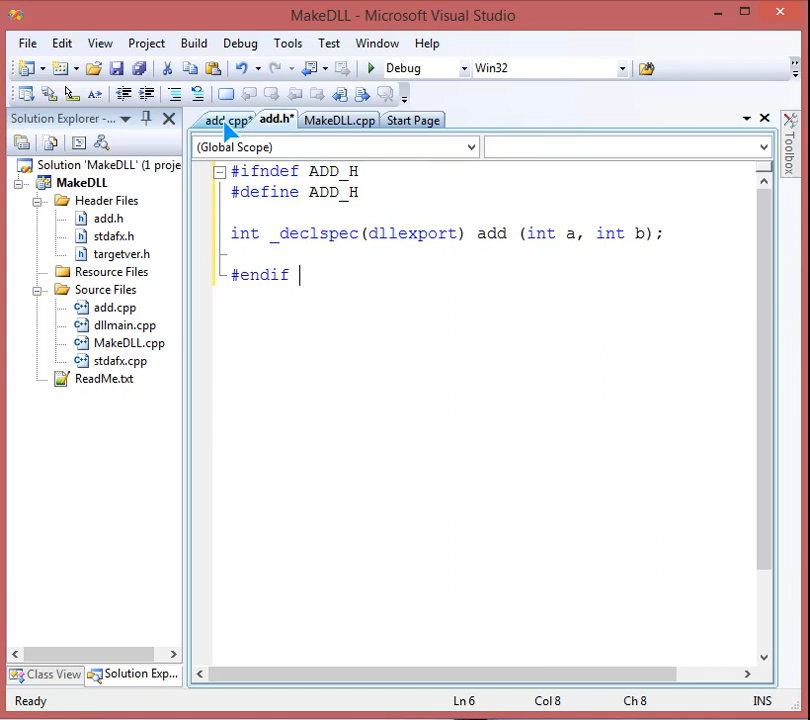 MakeDLL - Microsoft Visual Studio
File Edit View Project Build Debug Tools Test Window Help
Debug Win32
Solution Explorer -...
add.cpp* add.h* MakeDLL.cpp Start Page
(Global Scope)
Toolbox
Solution 'MakeDLL' (1 proje
MakeDLL
Header Files
add.h
stdafx.h
targetver.h
Resource Files
Source Files
add.cpp
dllmain.cpp
MakeDLL.cpp
stdafx.cpp
ReadMe.txt
#ifndef ADD_H
#define ADD_H
int _declspec(dllexport) add (int a, int b);
#endif
Class View Solution Exp...
Ready Ln 6 Col 8 Ch 8 INS